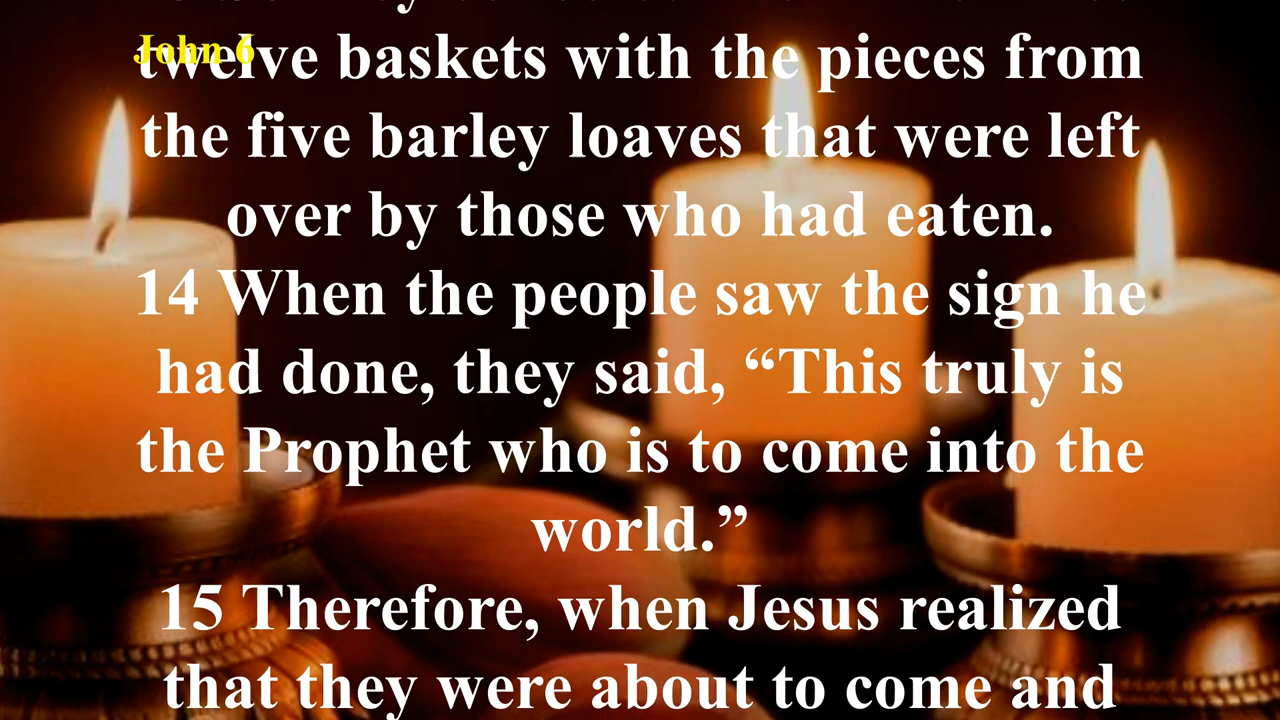 John 6
twelve baskets with the pieces from
the five barley loaves that were left
over by those who had eaten.
14 When the people saw the sign he
had done, they said, “This truly is
the Prophet who is to come into the
world.”
15 Therefore, when Jesus realized
that they were about to come and